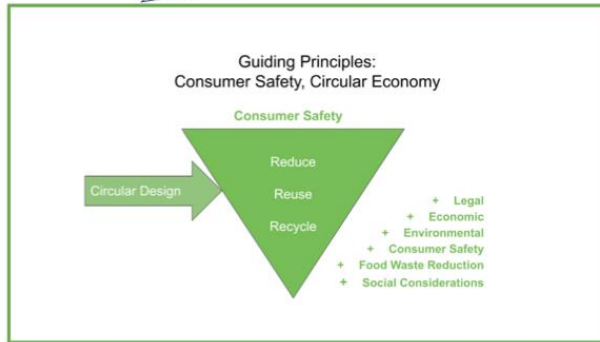 Guiding Principles:
Consumer Safety, Circular Economy
Consumer Safety
Reduce
Circular Design
Reuse
Recycle
+ Legal
+ Economic
+ Environmental
+ Consumer Safety
+ Food Waste Reduction
+ Social Considerations